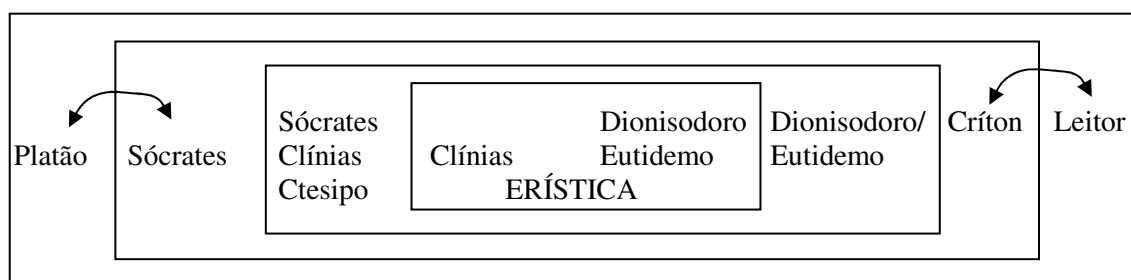 Sócrates Dionisodoro Dionisodoro/ Críton Leitor
Platão Sócrates Clínias Clínias Eutidemo Eutidemo
Ctesipo ERÍSTICA